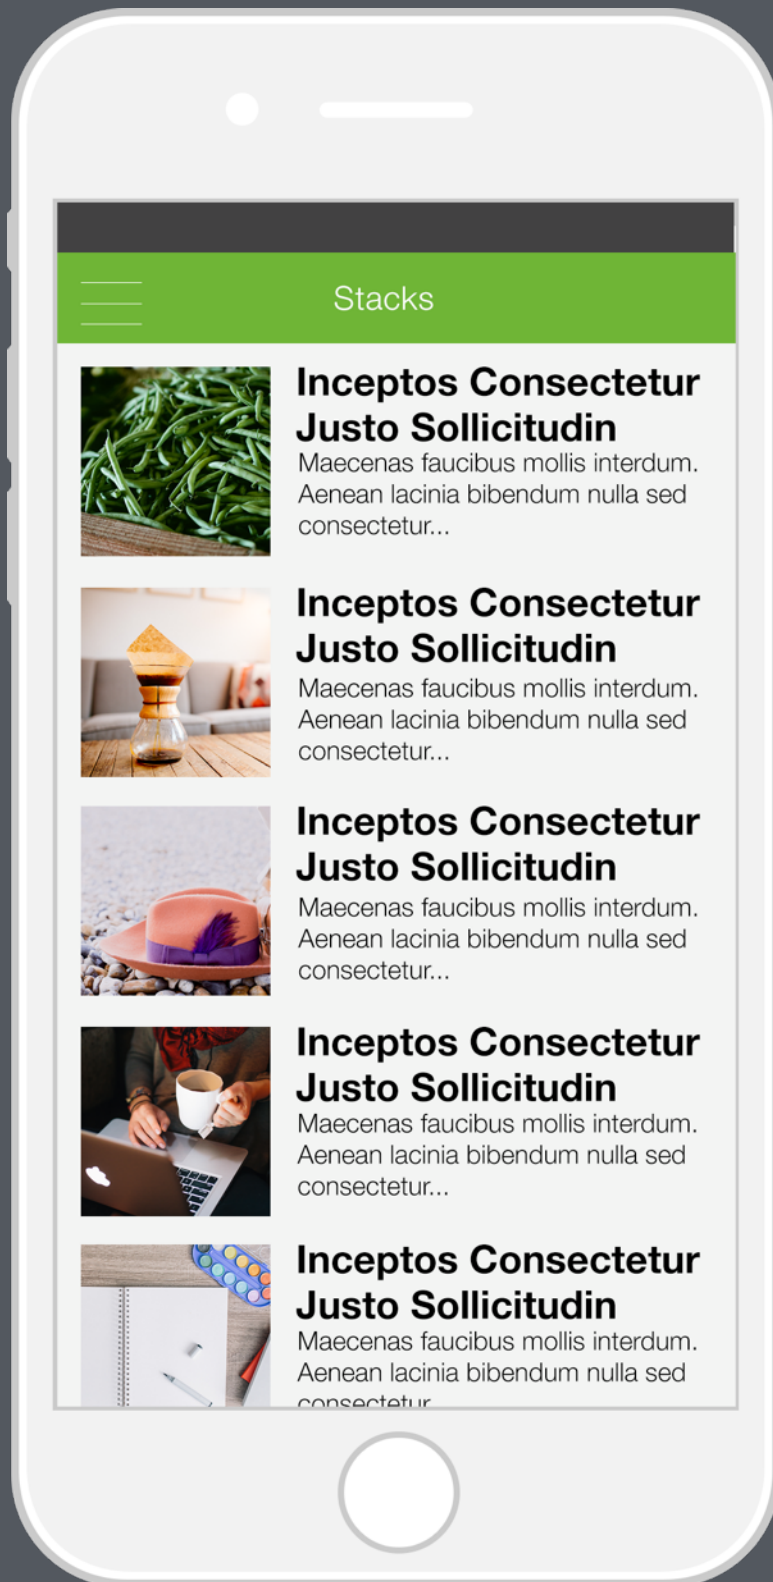 Stacks
Inceptos Consectetur
Justo Sollicitudin
Maecenas faucibus mollis interdum.
Aenean lacinia bibendum nulla sed
consectetur...
Inceptos Consectetur
Justo Sollicitudin
Maecenas faucibus mollis interdum.
Aenean lacinia bibendum nulla sed
consectetur...
Inceptos Consectetur
Justo Sollicitudin
Maecenas faucibus mollis interdum.
Aenean lacinia bibendum nulla sed
consectetur...
Inceptos Consectetur
Justo Sollicitudin
Maecenas faucibus mollis interdum.
Aenean lacinia bibendum nulla sed
consectetur...
Inceptos Consectetur
Justo Sollicitudin
Maecenas faucibus mollis interdum.
Aenean lacinia bibendum nulla sed
consectetur...